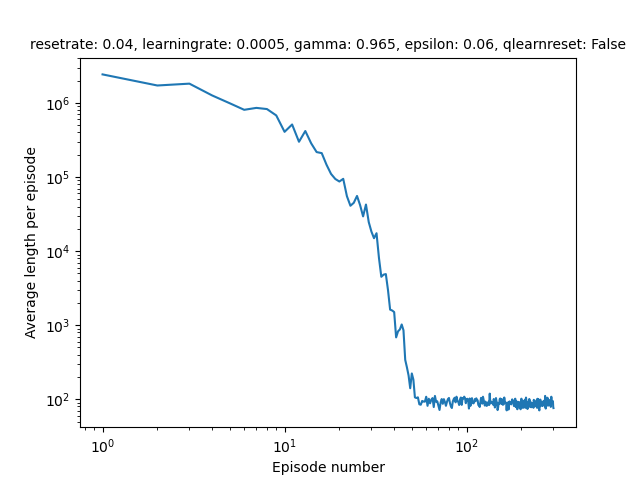 resetrate: 0.04, learningrate: 0.0005, gamma: 0.965, epsilon: 0.06, qlearnreset: False
Average length per episode
10⁶
10⁵
10⁴
10³
10²
10⁰
10¹
10²
Episode number